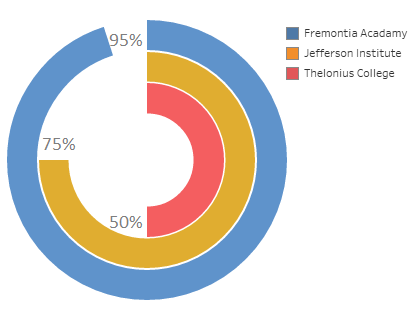 95%
Fremontia Acadamy
Jefferson Institute
Thelonius College
75%
50%